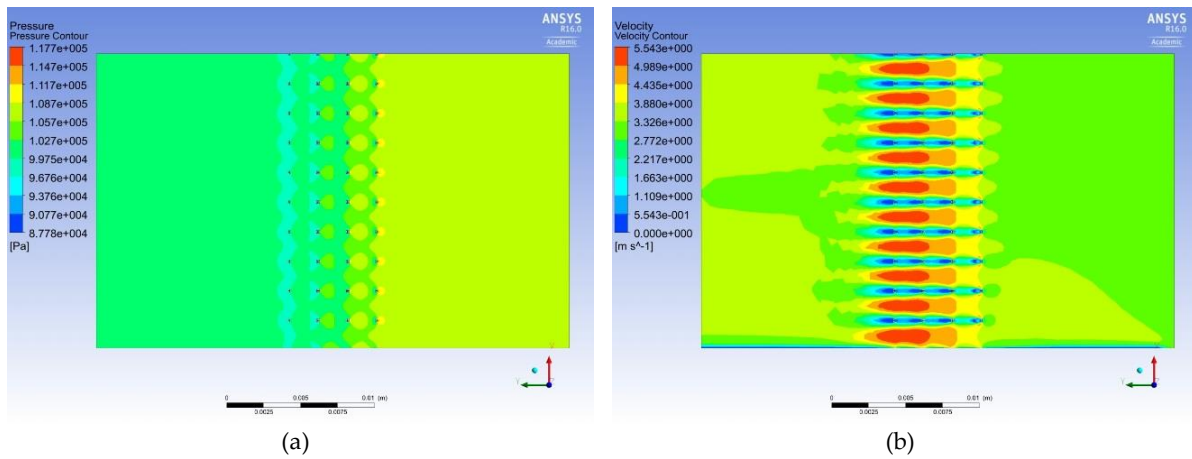 ANSYS
R16.0
Academic
Pressure
Pressure Contour
1.177e+005
1.147e+005
1.117e+005
1.087e+005
1.057e+005
1.027e+005
9.975e+004
9.676e+004
9.376e+004
9.077e+004
8.778e+004
[Pa]
Y
0 0.005 0.01 (m)
0.0025 0.0075
(a)
ANSYS
R16.0
Academic
Velocity
Velocity Contour
5.543e+000
4.989e+000
4.435e+000
3.880e+000
3.326e+000
2.772e+000
2.217e+000
1.663e+000
1.109e+000
5.543e-001
0.000e+000
[m s^-1]
Y
0 0.005 0.01 (m)
0.0025 0.0075
(b)